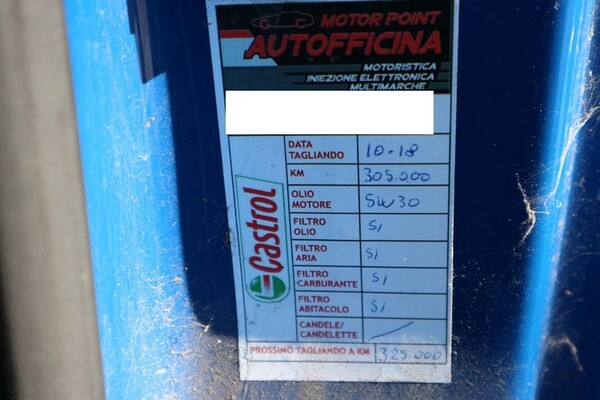 MOTOR POINT
AUTOFFICINA
MOTORISTICA
INIEZIONE ELETTRONICA
MULTIMARCHE
Castrol
DATA TAGLIANDO 10-18
KM 305.000
OLIO MOTORE 5W30
FILTRO OLIO Si
FILTRO ARIA Si
FILTRO CARBURANTE Si
FILTRO ABITACOLO Si
CANDELE/ CANDELETTE
PROSSIMO TAGLIANDO A KM 325.000